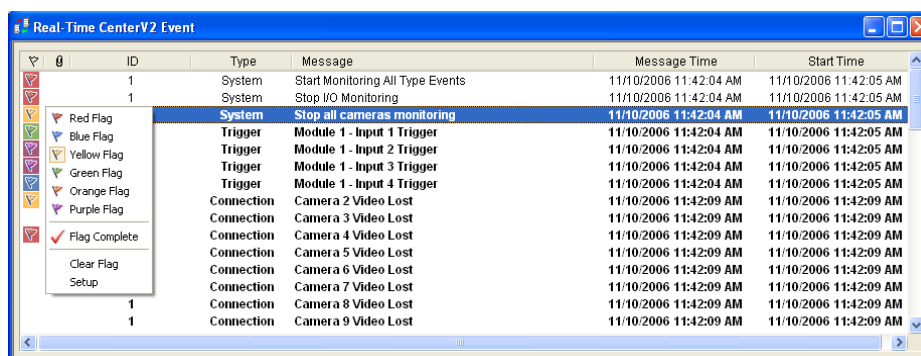 Real-Time CenterV2 Event
ID Type Message Message Time Start Time
1 System Start Monitoring All Type Events 11/10/2006 11:42:04 AM 11/10/2006 11:42:05 AM
1 System Stop I/O Monitoring 11/10/2006 11:42:04 AM 11/10/2006 11:42:05 AM
System Stop all cameras monitoring 11/10/2006 11:42:04 AM 11/10/2006 11:42:05 AM
Trigger Module 1 - Input 1 Trigger 11/10/2006 11:42:04 AM 11/10/2006 11:42:05 AM
Trigger Module 1 - Input 2 Trigger 11/10/2006 11:42:04 AM 11/10/2006 11:42:05 AM
Trigger Module 1 - Input 3 Trigger 11/10/2006 11:42:04 AM 11/10/2006 11:42:05 AM
Trigger Module 1 - Input 4 Trigger 11/10/2006 11:42:04 AM 11/10/2006 11:42:05 AM
Connection Camera 2 Video Lost 11/10/2006 11:42:09 AM 11/10/2006 11:42:09 AM
Connection Camera 3 Video Lost 11/10/2006 11:42:09 AM 11/10/2006 11:42:09 AM
Connection Camera 4 Video Lost 11/10/2006 11:42:09 AM 11/10/2006 11:42:09 AM
Connection Camera 5 Video Lost 11/10/2006 11:42:09 AM 11/10/2006 11:42:09 AM
Connection Camera 6 Video Lost 11/10/2006 11:42:09 AM 11/10/2006 11:42:09 AM
Connection Camera 7 Video Lost 11/10/2006 11:42:09 AM 11/10/2006 11:42:09 AM
1 Connection Camera 8 Video Lost 11/10/2006 11:42:09 AM 11/10/2006 11:42:09 AM
1 Connection Camera 9 Video Lost 11/10/2006 11:42:09 AM 11/10/2006 11:42:09 AM
Red Flag
Blue Flag
Yellow Flag
Green Flag
Orange Flag
Purple Flag
Flag Complete
Clear Flag
Setup